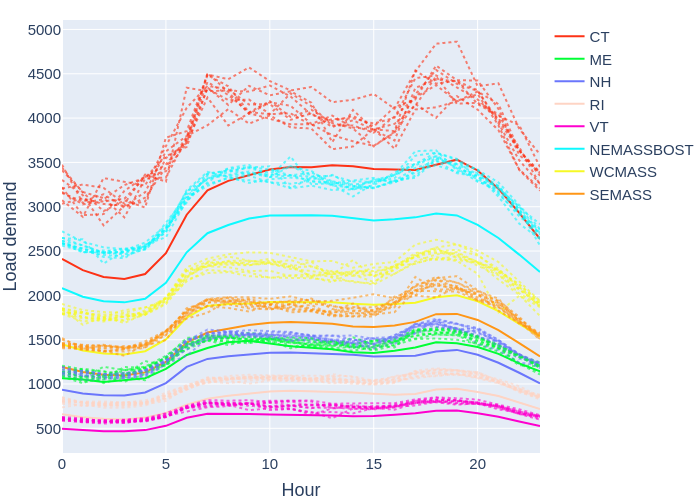 5000
4500
4000
3500
3000
2500
2000
1500
1000
500
Load demand
0
5
10
15
20
Hour
CT
ME
NH
RI
VT
NEMASSBOST
WCMASS
SEMASS